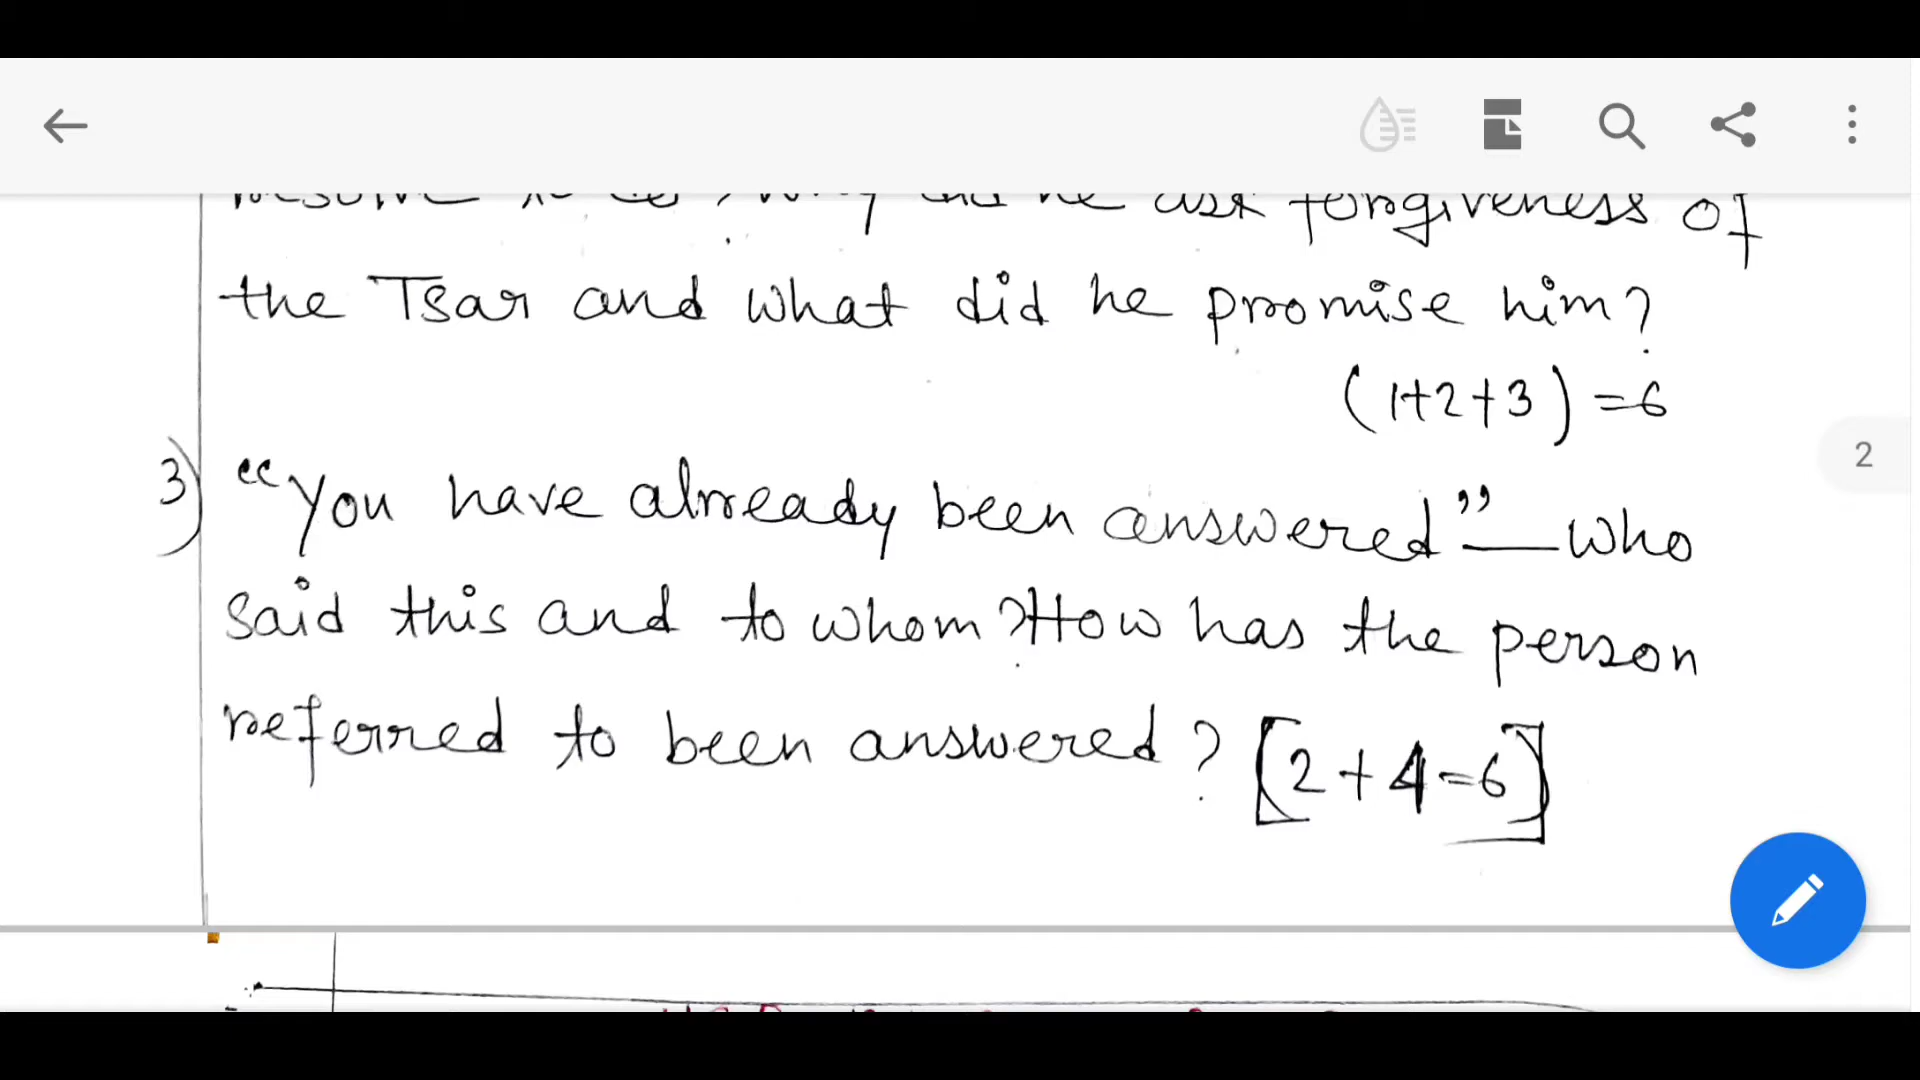 ask forgiveness of
the Tsar and what did he promise him?
(1+2+3) = 6
2
3) "You have already been answered" — who
said this and to whom? How has the person
referred to been answered? [2+4=6]